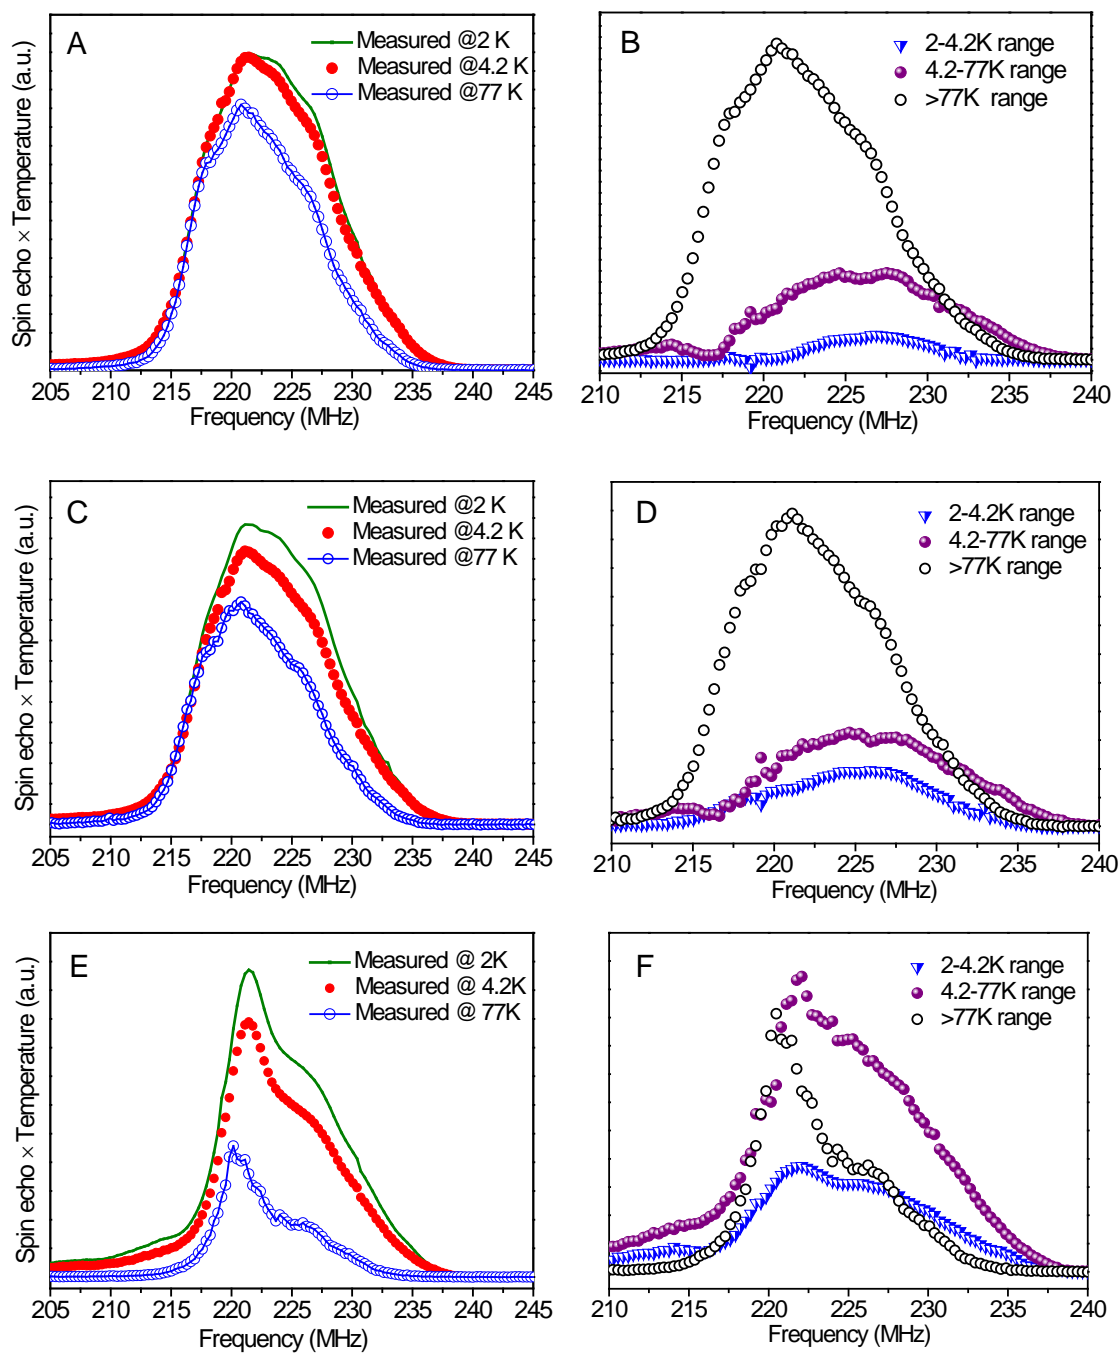 A
Measured @2 K
Measured @4.2 K
Measured @77 K
Spin echo × Temperature (a.u.)
205 210 215 220 225 230 235 240 245
Frequency (MHz)
B
2-4.2K range
4.2-77K range
>77K range
210 215 220 225 230 235 240
Frequency (MHz)
C
Measured @2 K
Measured @4.2 K
Measured @77 K
Spin echo × Temperature (a.u.)
205 210 215 220 225 230 235 240 245
Frequency (MHz)
D
2-4.2K range
4.2-77K range
>77K range
210 215 220 225 230 235 240
Frequency (MHz)
E
Measured @ 2K
Measured @ 4.2K
Measured @ 77K
Spin echo × Temperature (a.u.)
205 210 215 220 225 230 235 240 245
Frequency (MHz)
F
2-4.2K range
4.2-77K range
>77K range
210 215 220 225 230 235 240
Frequency (MHz)